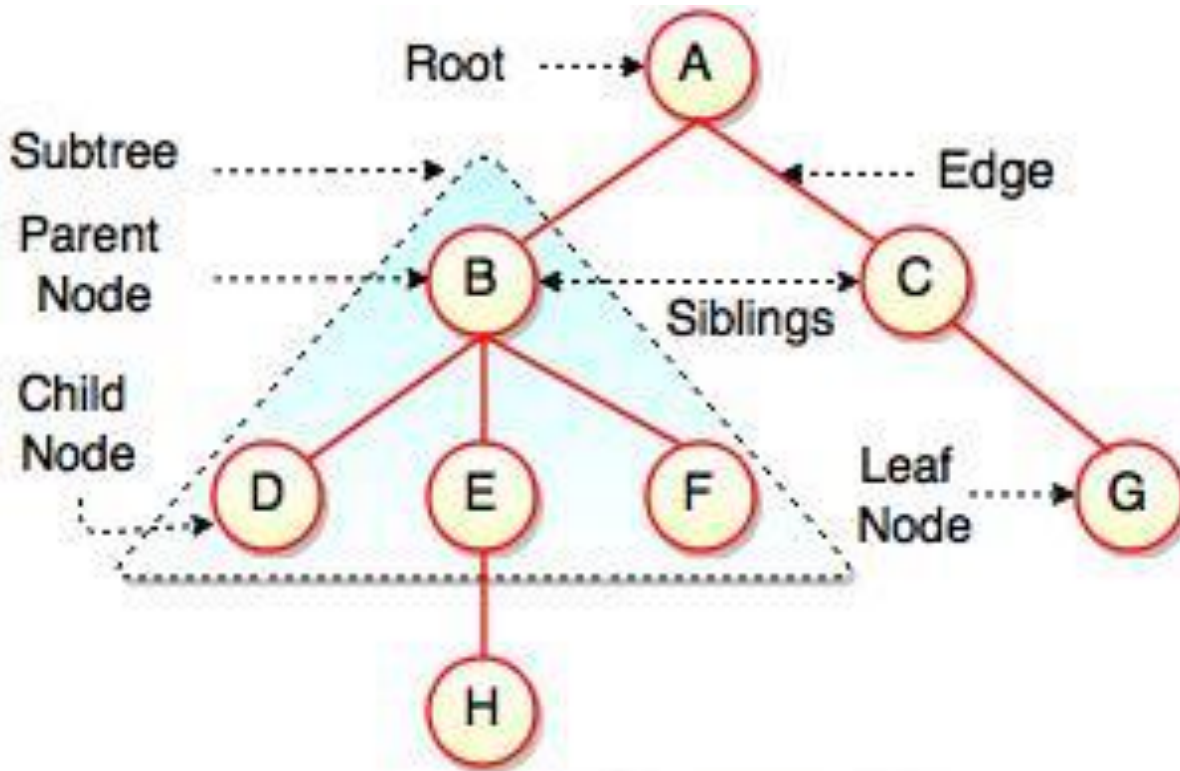 Root
A
Subtree
Edge
Parent
Node
B
C
Siblings
Child
Node
D
E
F
Leaf
Node
G
H